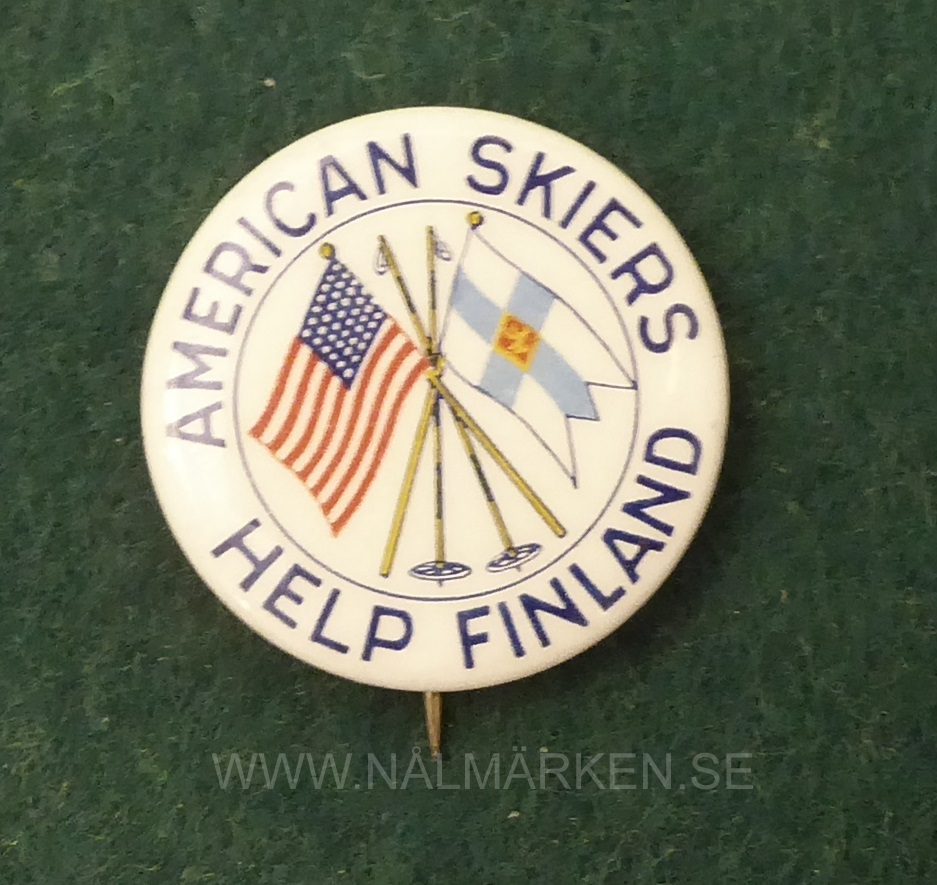 AMERICAN SKIERS
HELP FINLAND
WWW.NÅLMÄRKEN.SE